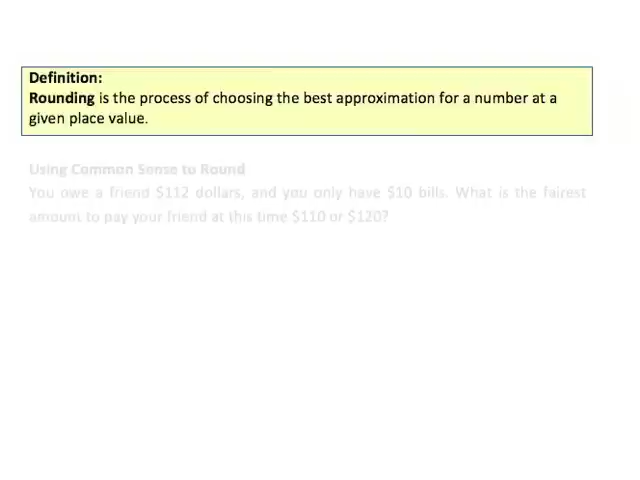 Definition:
Rounding is the process of choosing the best approximation for a number at a
given place value.
Using Common Sense to Round
You owe a friend $112 dollars, and you only have $10 bills. What is the fairest
amount to pay your friend at this time $110 or $120?